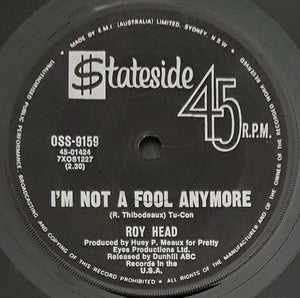 MADE BY E.M.I (AUSTRALIA) LIMITED, SYDNEY, N.S.W
Stateside
45
R.P.M.
OSS-9159
45-01424
7XOS1227
(2.30)
I'M NOT A FOOL ANYMORE
(R. Thibodeaux) Tu-Con
ROY HEAD
Produced by Huey P. Meaux for Pretty
Eyes Productions Ltd.
Released by Dunhill ABC
Records in the
U.S.A.
UNAUTHORISED PUBLIC PERFORMANCE, BROADCASTING AND COPYING OF THIS RECORD PROHIBITED • ALL RIGHTS OF THE MANUFACTURER AND OF THE OWNER OF THE RECORDED WORK RESERVED